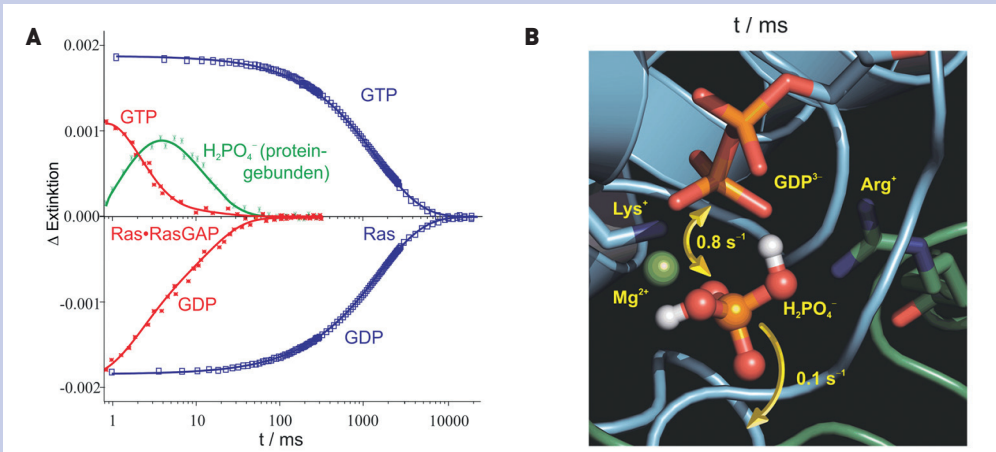 A
0.002
0.001
0.000
-0.001
-0.002
Δ Extinktion
GTP
GTP
H₂PO₄⁻ (protein-
gebunden)
Ras•RasGAP
Ras
GDP
GDP
1
10
100
1000
10000
t / ms
t / ms
B
GDP³⁻
Arg⁺
Lys⁺
0.8 s⁻¹
Mg²⁺
H₂PO₄⁻
0.1 s⁻¹